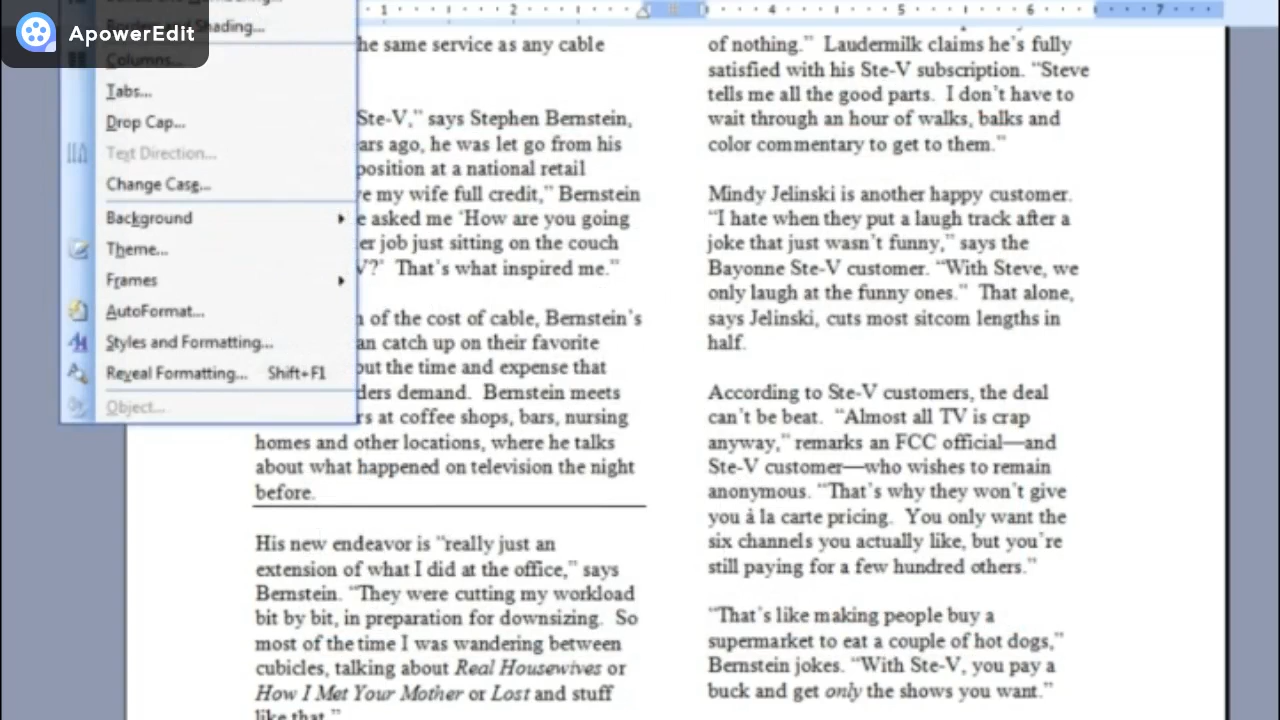 ApowerEdit
Borders and Shading...
Columns...
Tabs...
Drop Cap...
Text Direction...
Change Case...
Background
Theme...
Frames
AutoFormat...
Styles and Formatting...
Reveal Formatting... Shift+F1
Object...
1 2 4 5 6 7
he same service as any cable
Ste-V,” says Stephen Bernstein,
ars ago, he was let go from his
position at a national retail
e my wife full credit,” Bernstein
e asked me ‘How are you going
er job just sitting on the couch
V?’ That’s what inspired me.”
of the cost of cable, Bernstein’s
an catch up on their favorite
out the time and expense that
ders demand. Bernstein meets
rs at coffee shops, bars, nursing
homes and other locations, where he talks
about what happened on television the night
before.
His new endeavor is “really just an
extension of what I did at the office,” says
Bernstein. “They were cutting my workload
bit by bit, in preparation for downsizing. So
most of the time I was wandering between
cubicles, talking about Real Housewives or
How I Met Your Mother or Lost and stuff
like that.”
of nothing.” Laudermilk claims he’s fully
satisfied with his Ste-V subscription. “Steve
tells me all the good parts. I don’t have to
wait through an hour of walks, balks and
color commentary to get to them.”
Mindy Jelinski is another happy customer.
“I hate when they put a laugh track after a
joke that just wasn’t funny,” says the
Bayonne Ste-V customer. “With Steve, we
only laugh at the funny ones.” That alone,
says Jelinski, cuts most sitcom lengths in
half.
According to Ste-V customers, the deal
can’t be beat. “Almost all TV is crap
anyway,” remarks an FCC official—and
Ste-V customer—who wishes to remain
anonymous. “That’s why they won’t give
you à la carte pricing. You only want the
six channels you actually like, but you’re
still paying for a few hundred others.”
“That’s like making people buy a
supermarket to eat a couple of hot dogs,”
Bernstein jokes. “With Ste-V, you pay a
buck and get only the shows you want.”